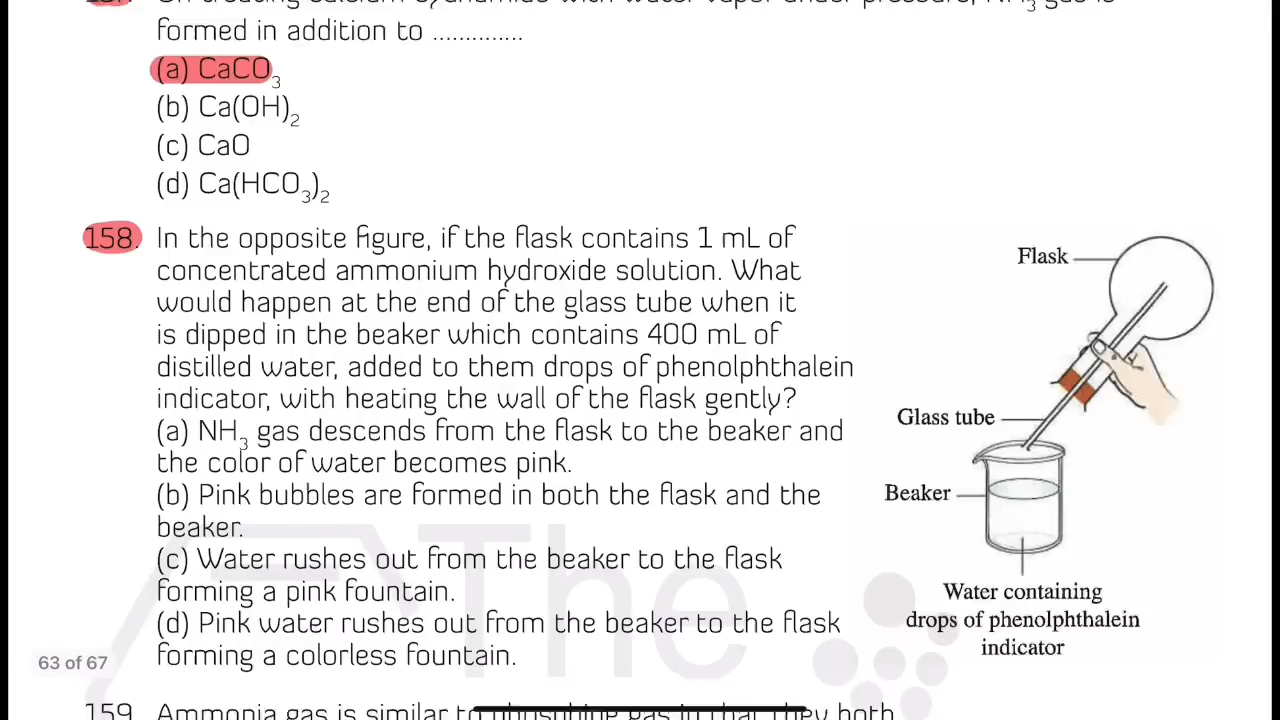 formed in addition to ..............
(a) CaCO₃
(b) Ca(OH)₂
(c) CaO
(d) Ca(HCO₃)₂
158. In the opposite figure, if the flask contains 1 mL of
concentrated ammonium hydroxide solution. What
would happen at the end of the glass tube when it
is dipped in the beaker which contains 400 mL of
distilled water, added to them drops of phenolphthalein
indicator, with heating the wall of the flask gently?
(a) NH₃ gas descends from the flask to the beaker and
the color of water becomes pink.
(b) Pink bubbles are formed in both the flask and the
beaker.
(c) Water rushes out from the beaker to the flask
forming a pink fountain.
(d) Pink water rushes out from the beaker to the flask
forming a colorless fountain.
Flask
Glass tube
Beaker
Water containing
drops of phenolphthalein
indicator
The
63 of 67
159. Ammonia gas is similar to phosphine gas in that they both